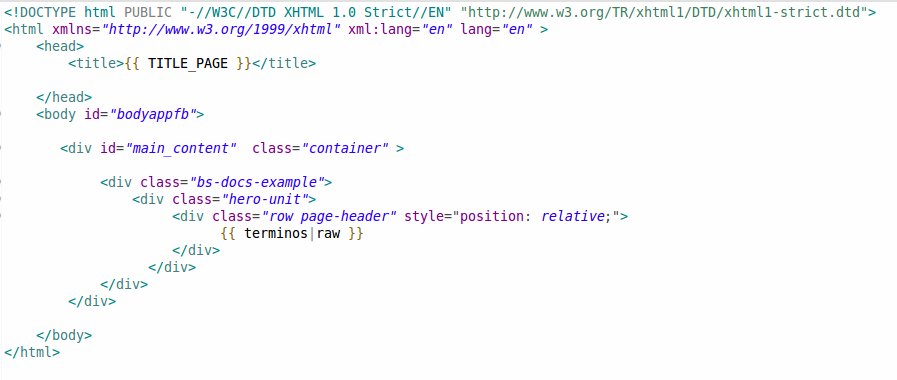 <!DOCTYPE html PUBLIC "-//W3C//DTD XHTML 1.0 Strict//EN" "http://www.w3.org/TR/xhtml1/DTD/xhtml1-strict.dtd">
<html xmlns="http://www.w3.org/1999/xhtml" xml:lang="en" lang="en" >
    <head>
        <title>{{ TITLE_PAGE }}</title>
    </head>
    <body id="bodyappfb">
       <div id="main_content"  class="container" >
            <div class="bs-docs-example">
                <div class="hero-unit">
                     <div class="row page-header" style="position: relative;">
                           {{ terminos|raw }}
                     </div>
                  </div>
            </div>
        </div>
    </body>
</html>